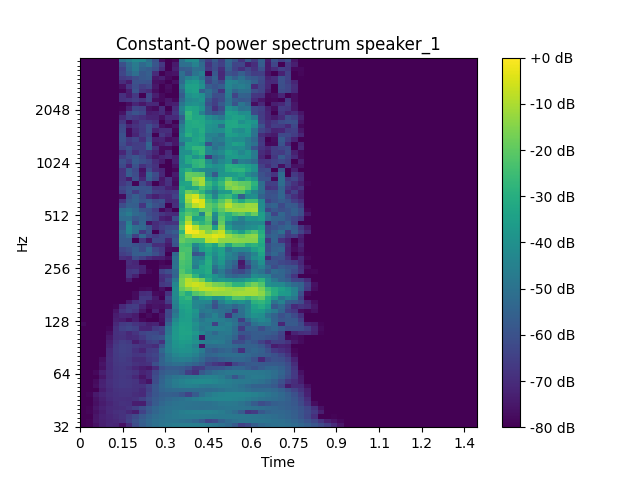 Constant-Q power spectrum speaker_1
Hz
2048
1024
512
256
128
64
32
0 0.15 0.3 0.45 0.6 0.75 0.9 1.1 1.2 1.4
Time
+0 dB
-10 dB
-20 dB
-30 dB
-40 dB
-50 dB
-60 dB
-70 dB
-80 dB